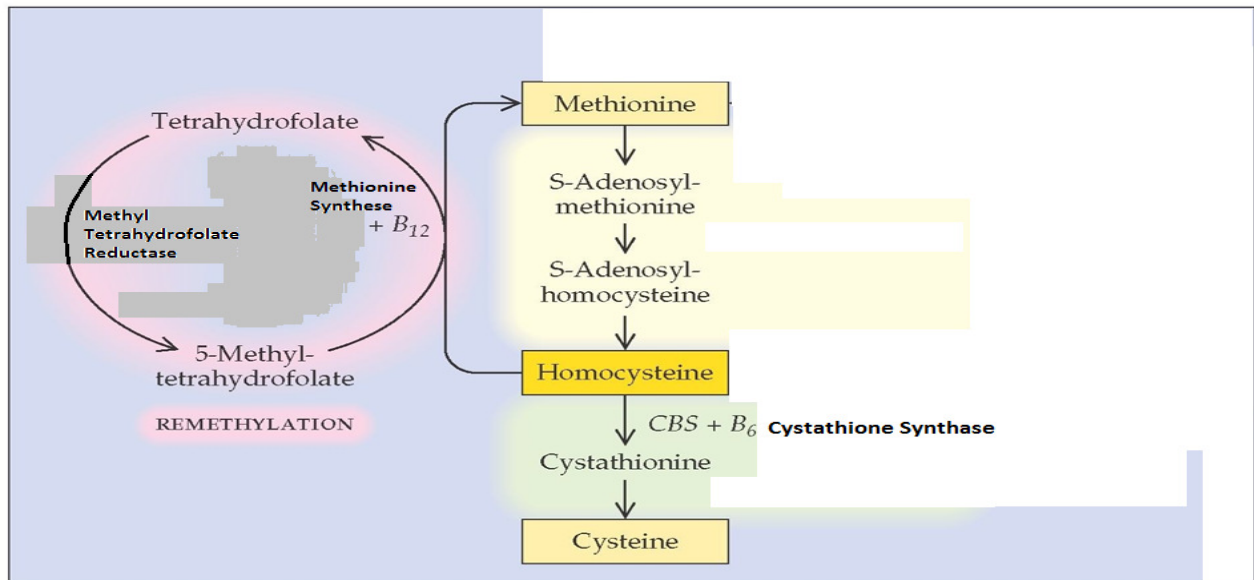 Methionine
Tetrahydrofolate
Methionine
Synthese
+ B12
Methyl
Tetrahydrofolate
Reductase
5-Methyl-
tetrahydrofolate
REMETHYLATION
S-Adenosyl-
methionine
S-Adenosyl-
homocysteine
Homocysteine
CBS + B6 Cystathione Synthase
Cystathionine
Cysteine